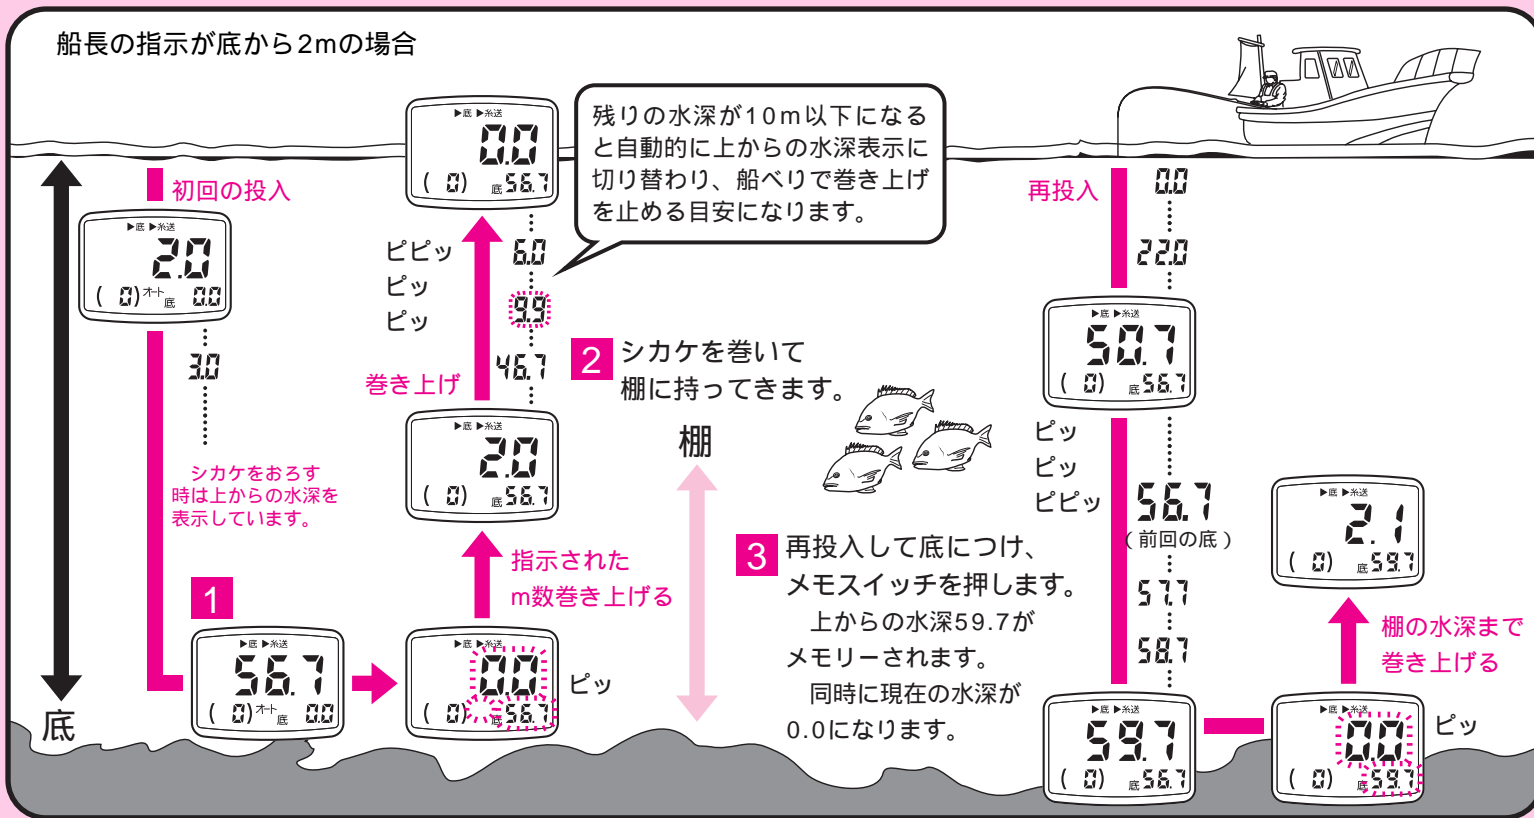 船長の指示が底から2mの場合
初回の投入
▶底 ▶糸送
2.0
( 0) オート 底 0.0
3.0
シカケをおろす
時は上からの水深を
表示しています。
1
▶底 ▶糸送
56.7
( 0) オート 底 0.0
▶底 ▶糸送
0.0
( 0) 底 56.7
ピッ
指示された
m数巻き上げる
▶底 ▶糸送
2.0
( 0) 底 56.7
巻き上げ
46.7
9.9
6.0
ピピッ
ピッ
ピッ
▶底 ▶糸送
0.0
( 0) 底 56.7
残りの水深が10m以下になる
と自動的に上からの水深表示に
切り替わり、船べりで巻き上げ
を止める目安になります。
2 シカケを巻いて
棚に持ってきます。
棚
底
3 再投入して底につけ、
メモスイッチを押します。
上からの水深59.7が
メモリーされます。
同時に現在の水深が
0.0になります。
再投入
0.0
22.0
▶底 ▶糸送
50.7
( 0) 底 56.7
ピッ
ピッ
ピピッ
56.7
(前回の底)
57.7
58.7
▶底 ▶糸送
59.7
( 0) 底 56.7
▶底 ▶糸送
0.0
( 0) 底 59.7
ピッ
棚の水深まで
巻き上げる
▶底 ▶糸送
2.1
( 0) 底 59.7